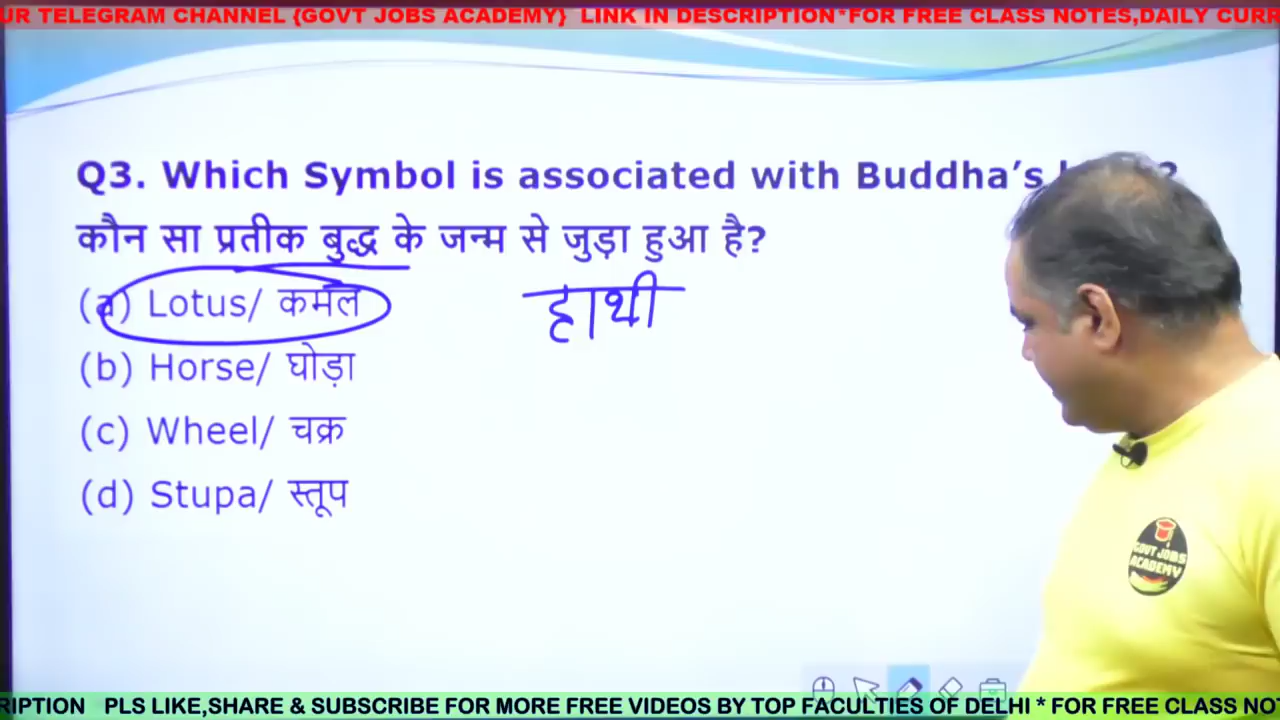 UR TELEGRAM CHANNEL {GOVT JOBS ACADEMY} LINK IN DESCRIPTION*FOR FREE CLASS NOTES,DAILY CURR
Q3. Which Symbol is associated with Buddha's ?
कौन सा प्रतीक बुद्ध के जन्म से जुड़ा हुआ है?
(a) Lotus/ कमल
हाथी
(b) Horse/ घोड़ा
(c) Wheel/ चक्र
(d) Stupa/ स्तूप
GOVT JOBS
ACADEMY
RIPTION PLS LIKE,SHARE & SUBSCRIBE FOR MORE FREE VIDEOS BY TOP FACULTIES OF DELHI * FOR FREE CLASS NO